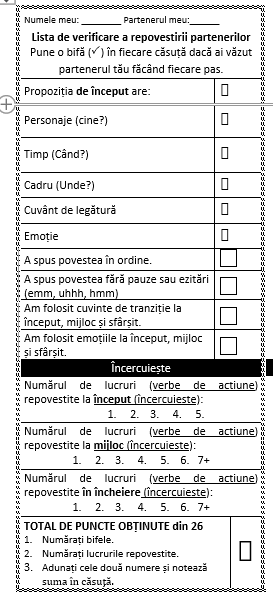 Numele meu: ________ Partenerul meu:______
Lista de verificare a repovestirii partenerilor
Pune o bifă (✓) în fiecare căsuță dacă ai văzut
partenerul tău făcând fiecare pas.
Propoziția de început are:
Personaje (cine?)
Timp (Când?)
Cadru (Unde?)
Cuvânt de legătură
Emoție
A spus povestea în ordine.
A spus povestea fără pauze sau ezitări
(emm, uhhh, hmm)
Am folosit cuvinte de tranziție la
început, mijloc și sfârșit.
Am folosit emoțiile la început, mijloc
și sfârșit.
Încercuiește
Numărul de lucruri (verbe de acțiune)
repovestite la început (încercuiește):
1. 2. 3. 4. 5.
Numărul de lucruri (verbe de acțiune)
repovestite la mijloc (încercuiește):
1. 2. 3. 4. 5. 6. 7+
Numărul de lucruri (verbe de acțiune)
repovestite în încheiere (încercuiește):
1. 2. 3. 4. 5. 6. 7+
TOTAL DE PUNCTE OBȚINUTE din 26
1. Numărați bifele.
2. Numărați lucrurile repovestite.
3. Adunați cele două numere și notează
suma în căsuță.